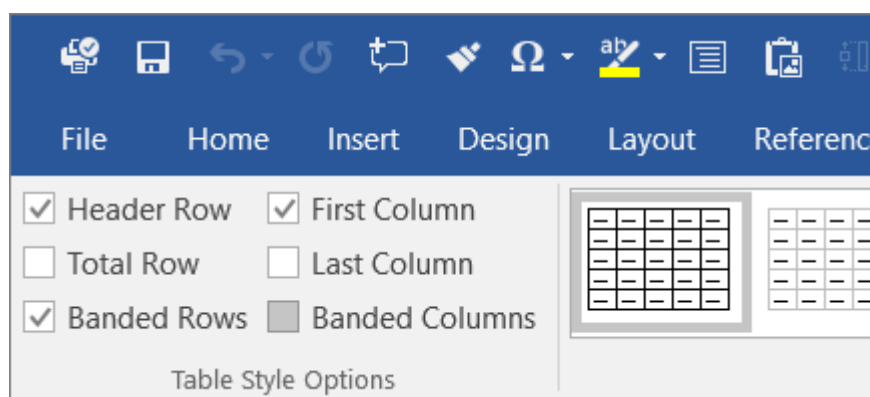 File Home Insert Design Layout Referenc
Header Row First Column
Total Row Last Column
Banded Rows Banded Columns
Table Style Options